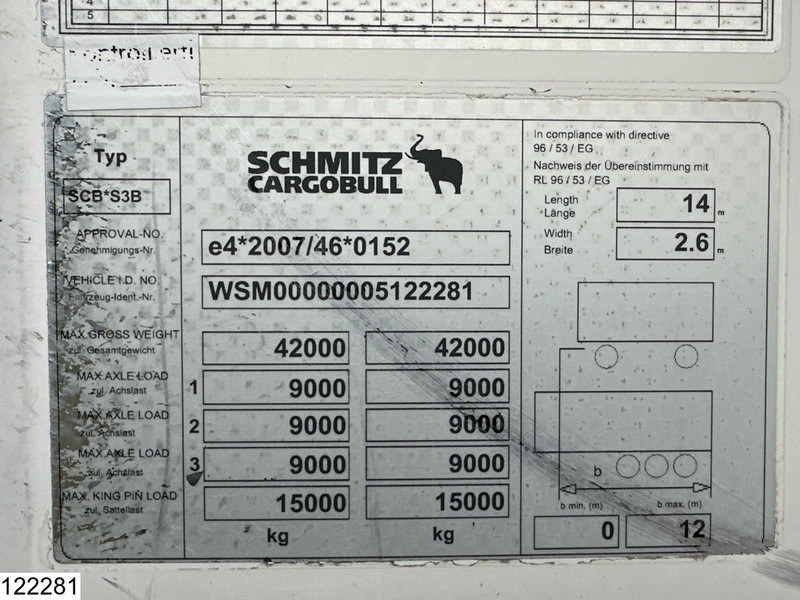 4
5
Typ
SCB*S3B
SCHMITZ
CARGOBULL
APPROVAL-NO.
Genehmigungs-Nr.
e4*2007/46*0152
VEHICLE I.D. NO.
Fahrzeug-Ident.-Nr.
WSM00000005122281
MAX.GROSS WEIGHT
zul. Gesamtgewicht
42000 42000
MAX.AXLE LOAD
zul. Achslast
1 9000 9000
MAX.AXLE LOAD
zul. Achslast
2 9000 9000
MAX.AXLE LOAD
zul. Achslast
3 9000 9000
MAX. KING PIN LOAD
zul. Sattellast
15000 15000
kg kg
In compliance with directive
96 / 53 / EG
Nachweis der Übereinstimmung mit
RL 96 / 53 / EG
Length
Länge
14 m
Width
Breite
2.6 m
b
b min. (m) b max. (m)
0 12
122281